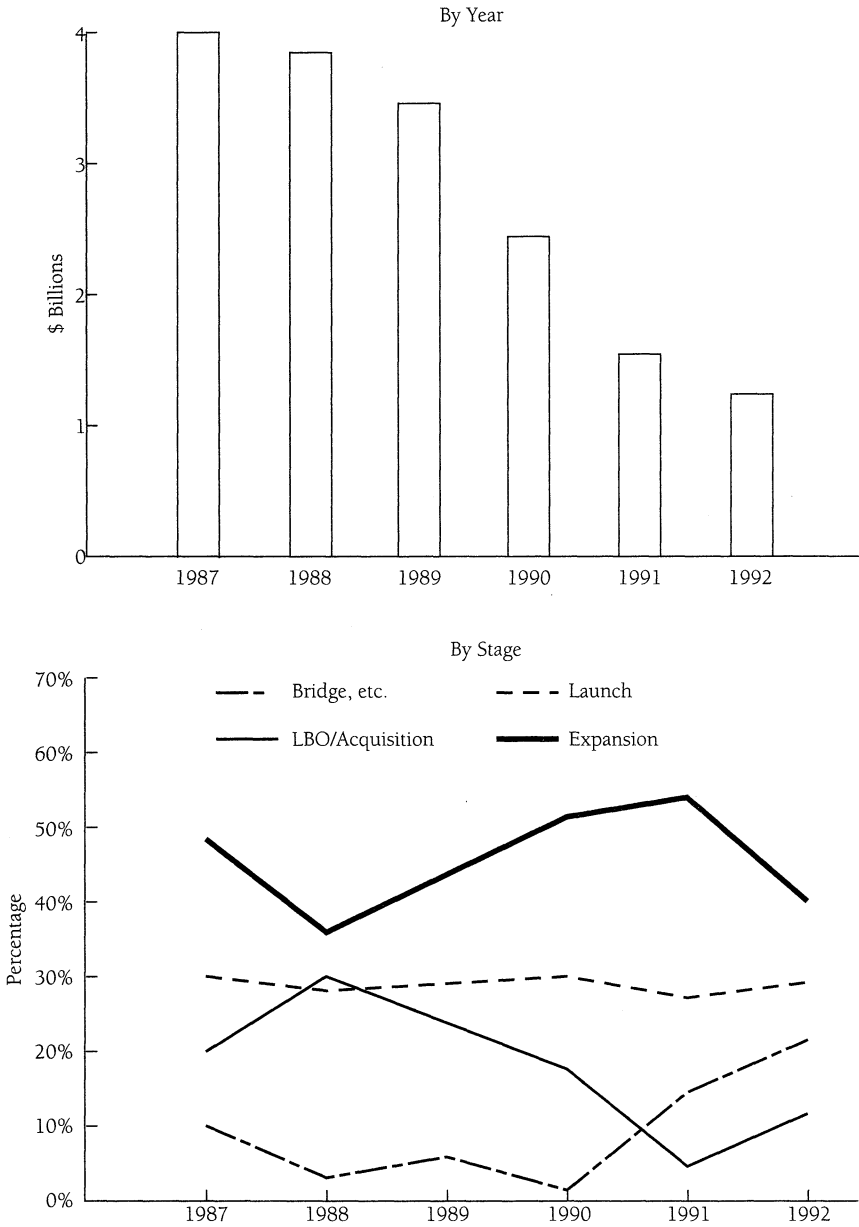 By Year
4
3
2
1
0
$ Billions
1987 1988 1989 1990 1991 1992
By Stage
70%
60%
50%
40%
30%
20%
10%
0%
Percentage
Bridge, etc. Launch
LBO/Acquisition Expansion
1987 1988 1989 1990 1991 1992